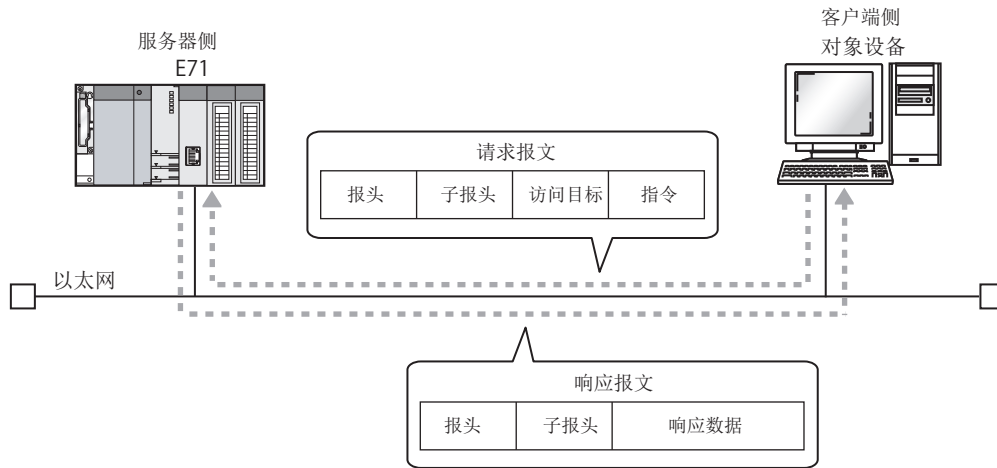 服务器侧
E71
客户端侧
对象设备
请求报文
报头 子报头 访问目标 指令
以太网
响应报文
报头 子报头 响应数据